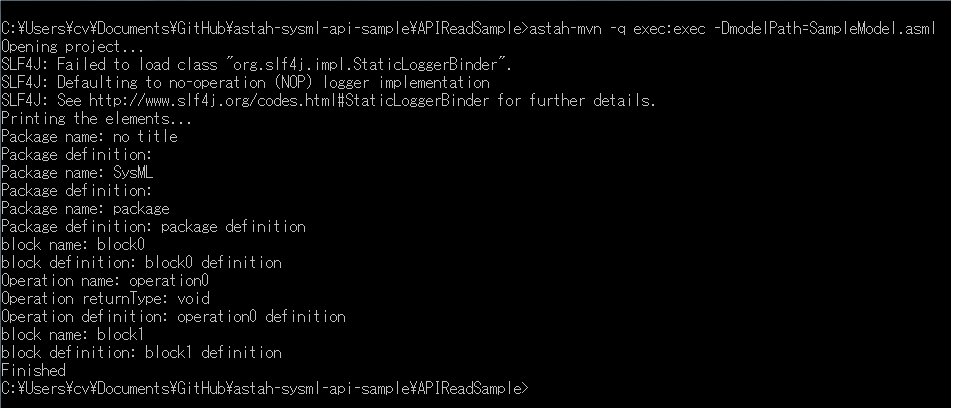 C:¥Users¥cv¥Documents¥GitHub¥astah-sysml-api-sample¥APIReadSample>astah-mvn -q exec:exec -DmodelPath=SampleModel.asml
Opening project...
SLF4J: Failed to load class "org.slf4j.impl.StaticLoggerBinder".
SLF4J: Defaulting to no-operation (NOP) logger implementation
SLF4J: See http://www.slf4j.org/codes.html#StaticLoggerBinder for further details.
Printing the elements...
Package name: no title
Package definition:
Package name: SysML
Package definition:
Package name: package
Package definition: package definition
block name: block0
block definition: block0 definition
Operation name: operation0
Operation returnType: void
Operation definition: operation0 definition
block name: block1
block definition: block1 definition
Finished
C:¥Users¥cv¥Documents¥GitHub¥astah-sysml-api-sample¥APIReadSample>